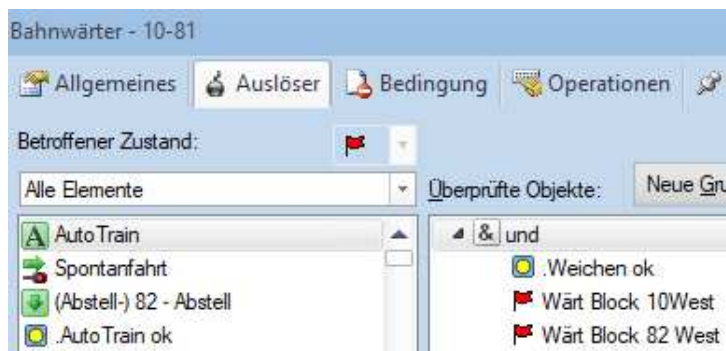 Bahnwärter - 10-81
Allgemeines Auslöser Bedingung Operationen
Betroffener Zustand:
Alle Elemente
Überprüfte Objekte: Neue Gru
A AutoTrain
Spontanfahrt
(Abstell-) 82 - Abstell
.AutoTrain ok
& und
.Weichen ok
Wärt Block 10West
Wärt Block 82 West